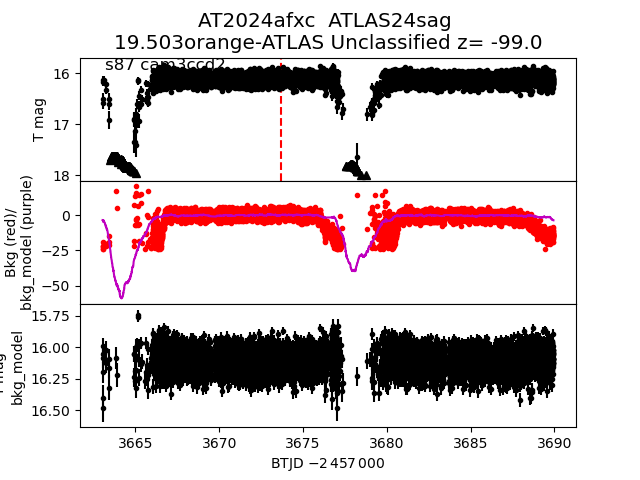 AT2024afxc  ATLAS24sag
19.503orange-ATLAS Unclassified z= -99.0
s87 cam3ccd2
16
17
18
T mag
0
−25
−50
Bkg (red)/
bkg_model (purple)
15.75
16.00
16.25
16.50
mag
bkg_model
3665 3670 3675 3680 3685 3690
BTJD −2 457 000